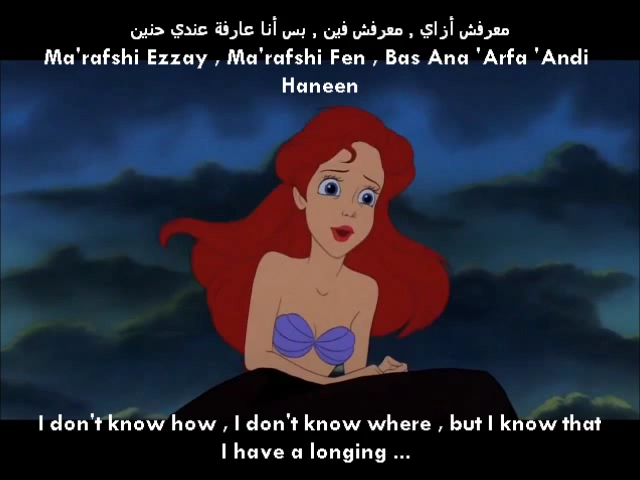 معرفش أزاي , معرفش فين , بس أنا عارفة عندي حنين
Ma'rafshi Ezzay , Ma'rafshi Fen , Bas Ana 'Arfa 'Andi
Haneen
I don't know how , I don't know where , but I know that
I have a longing ...